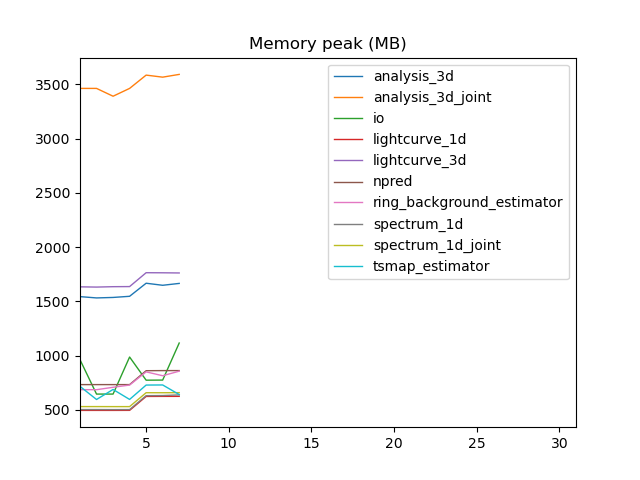 Memory peak (MB)
3500
3000
2500
2000
1500
1000
500
5
10
15
20
25
30
analysis_3d
analysis_3d_joint
io
lightcurve_1d
lightcurve_3d
npred
ring_background_estimator
spectrum_1d
spectrum_1d_joint
tsmap_estimator